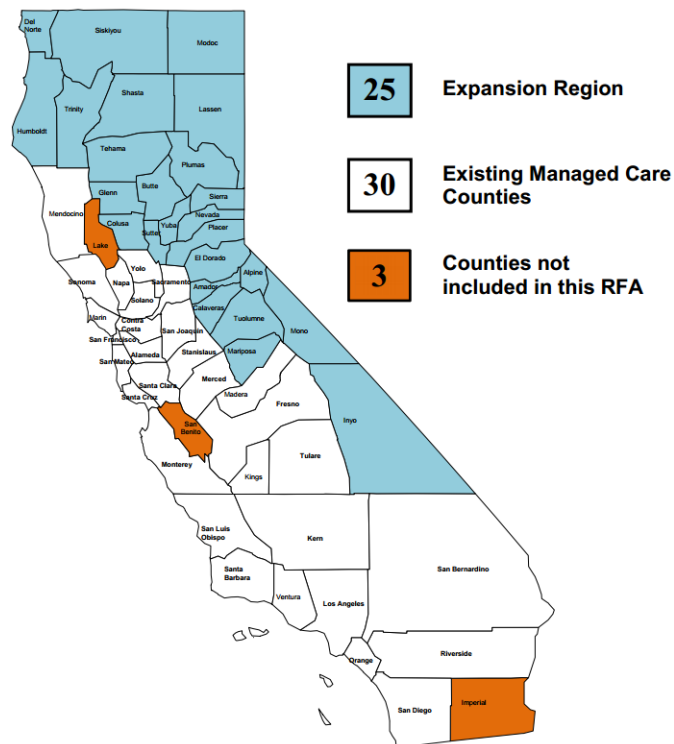 Del
Norte
Siskiyou
Modoc
Humboldt
Trinity
Shasta
Lassen
Tehama
Plumas
Glenn
Butte
Sierra
Mendocino
Colusa
Sutter
Yuba
Nevada
Placer
Lake
Yolo
El Dorado
Sonoma
Napa
Sacramento
Alpine
Solano
Amador
Calaveras
Marin
Contra
Costa
San Joaquin
Tuolumne
Mono
San Francisco
Alameda
Stanislaus
Mariposa
San Mateo
Santa Clara
Merced
Madera
Santa Cruz
Fresno
Inyo
San
Benito
Monterey
Kings
Tulare
San Luis
Obispo
Kern
Santa
Barbara
San Bernardino
Ventura
Los Angeles
Orange
Riverside
San Diego
Imperial
25
Expansion Region
30
Existing Managed Care
Counties
3
Counties not
included in this RFA